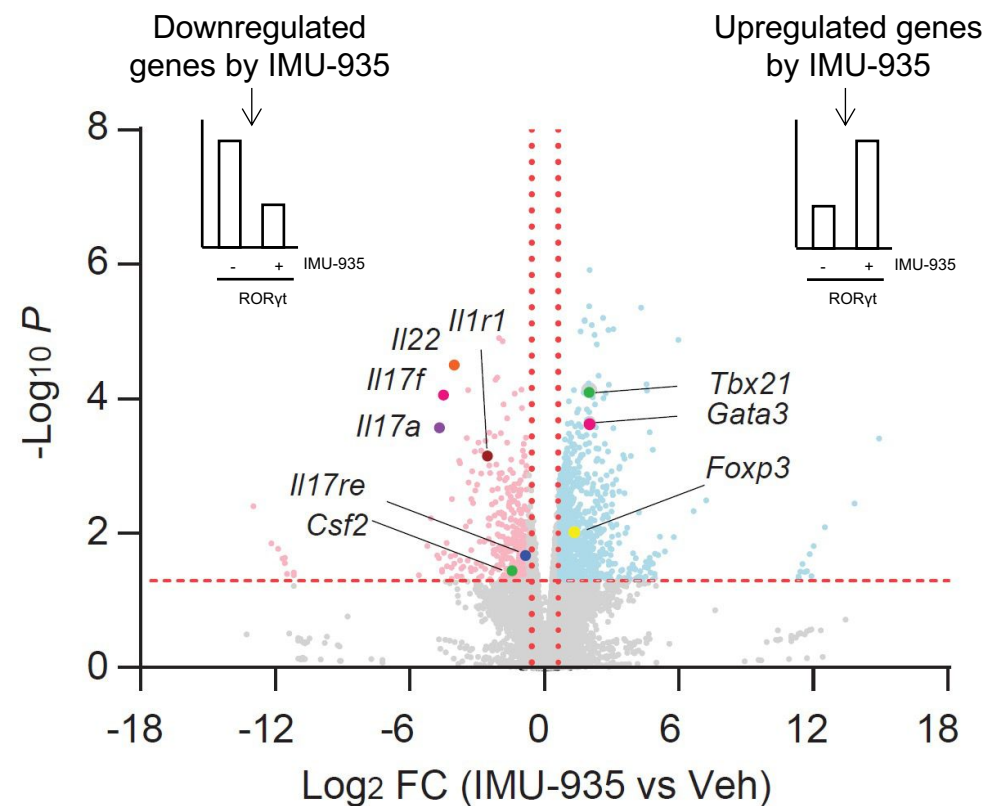 Downregulated
genes by IMU-935
Upregulated genes
by IMU-935
- + IMU-935
RORγt
- + IMU-935
RORγt
8
6
4
2
0
-Log10 P
Il1r1
Il22
Il17f
Il17a
Il17re
Csf2
Tbx21
Gata3
Foxp3
-18 -12 -6 0 6 12 18
Log2 FC (IMU-935 vs Veh)